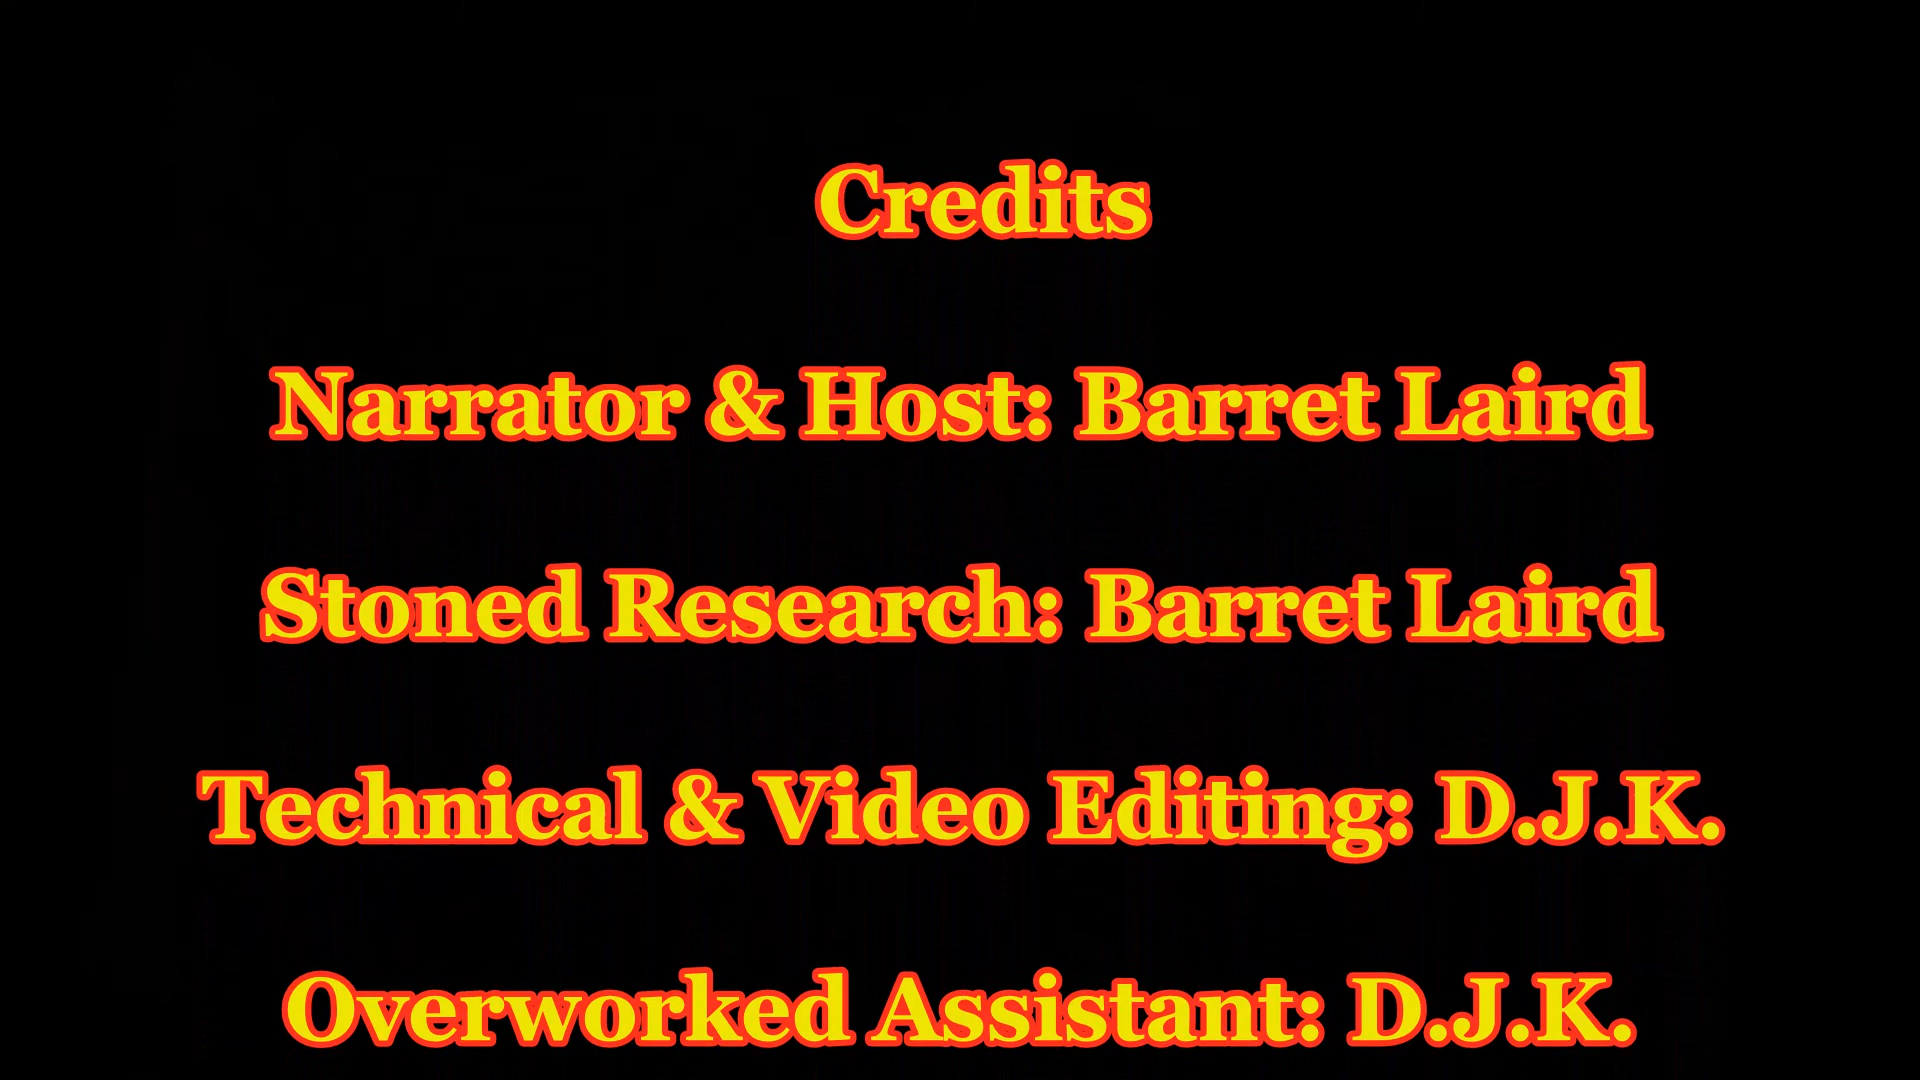 Credits
Narrator & Host: Barret Laird
Stoned Research: Barret Laird
Technical & Video Editing: D.J.K.
Overworked Assistant: D.J.K.